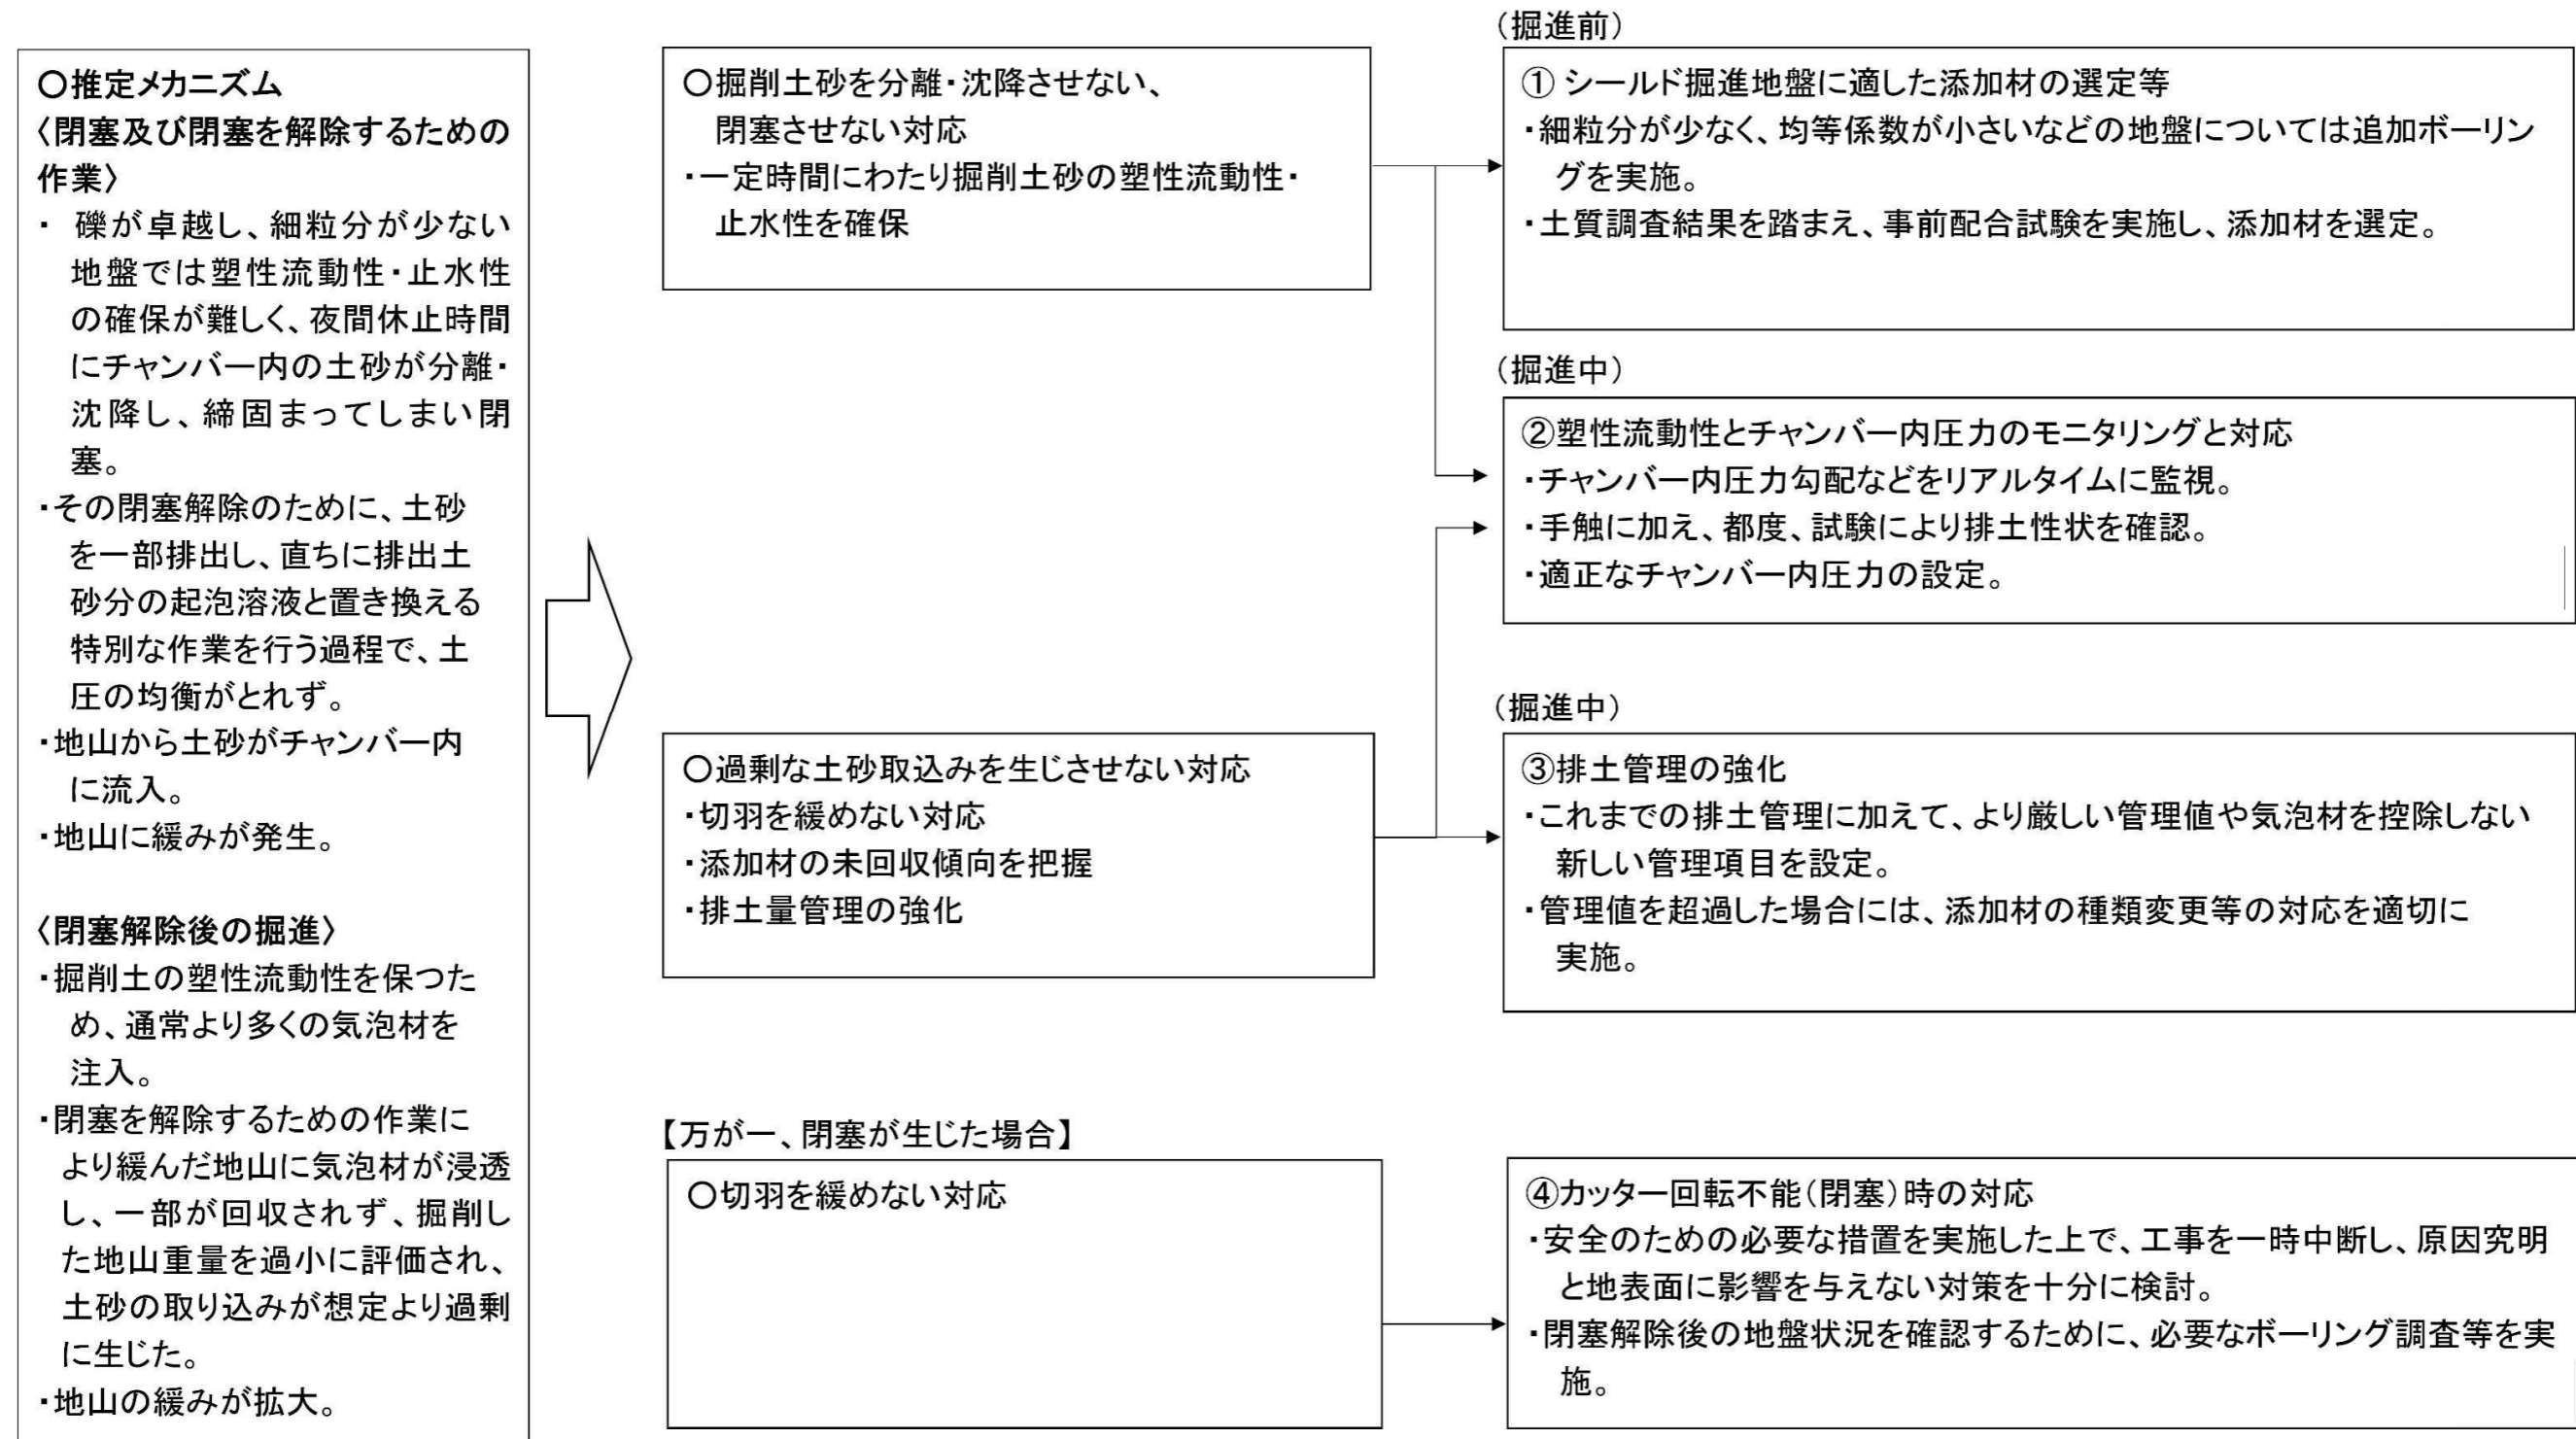 〇推定メカニズム
〈閉塞及び閉塞を解除するための
作業〉
・ 礫が卓越し、細粒分が少ない
地盤では塑性流動性・止水性
の確保が難しく、夜間休止時間
にチャンバー内の土砂が分離・
沈降し、締固まってしまい閉
塞。
・その閉塞解除のために、土砂
を一部排出し、直ちに排出土
砂分の起泡溶液と置き換える
特別な作業を行う過程で、土
圧の均衡がとれず。
・地山から土砂がチャンバー内
に流入。
・地山に緩みが発生。
〈閉塞解除後の掘進〉
・掘削土の塑性流動性を保つた
め、通常より多くの気泡材を
注入。
・閉塞を解除するための作業に
より緩んだ地山に気泡材が浸透
し、一部が回収されず、掘削し
た地山重量を過小に評価され、
土砂の取り込みが想定より過剰
に生じた。
・地山の緩みが拡大。
〇掘削土砂を分離・沈降させない、
閉塞させない対応
・一定時間にわたり掘削土砂の塑性流動性・
止水性を確保
（掘進前）
① シールド掘進地盤に適した添加材の選定等
・細粒分が少なく、均等係数が小さいなどの地盤については追加ボーリン
グを実施。
・土質調査結果を踏まえ、事前配合試験を実施し、添加材を選定。
（掘進中）
②塑性流動性とチャンバー内圧力のモニタリングと対応
・チャンバー内圧力勾配などをリアルタイムに監視。
・手触に加え、都度、試験により排土性状を確認。
・適正なチャンバー内圧力の設定。
〇過剰な土砂取込みを生じさせない対応
・切羽を緩めない対応
・添加材の未回収傾向を把握
・排土量管理の強化
（掘進中）
③排土管理の強化
・これまでの排土管理に加えて、より厳しい管理値や気泡材を控除しない
新しい管理項目を設定。
・管理値を超過した場合には、添加材の種類変更等の対応を適切に
実施。
【万が一、閉塞が生じた場合】
〇切羽を緩めない対応
④カッター回転不能（閉塞）時の対応
・安全のための必要な措置を実施した上で、工事を一時中断し、原因究明
と地表面に影響を与えない対策を十分に検討。
・閉塞解除後の地盤状況を確認するために、必要なボーリング調査等を実
施。